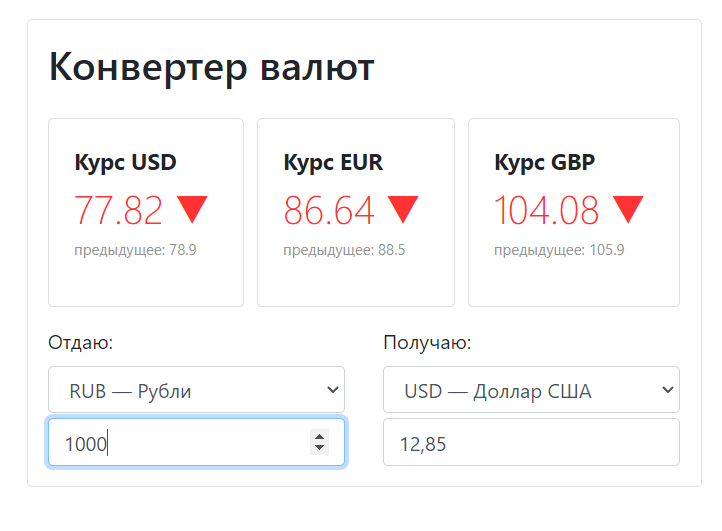 Конвертер валют
Курс USD
77.82 ▼
предыдущее: 78.9
Курс EUR
86.64 ▼
предыдущее: 88.5
Курс GBP
104.08 ▼
предыдущее: 105.9
Отдаю:
RUB — Рубли
1000
Получаю:
USD — Доллар США
12,85